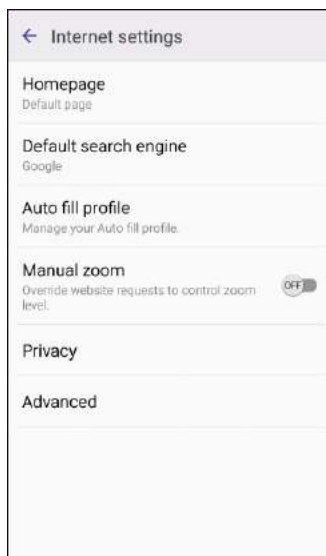 Internet settings
Homepage
Default page
Default search engine
Google
Auto fill profile
Manage your Auto fill profile.
Manual zoom
Override website requests to control zoom
level.
OFF
Privacy
Advanced